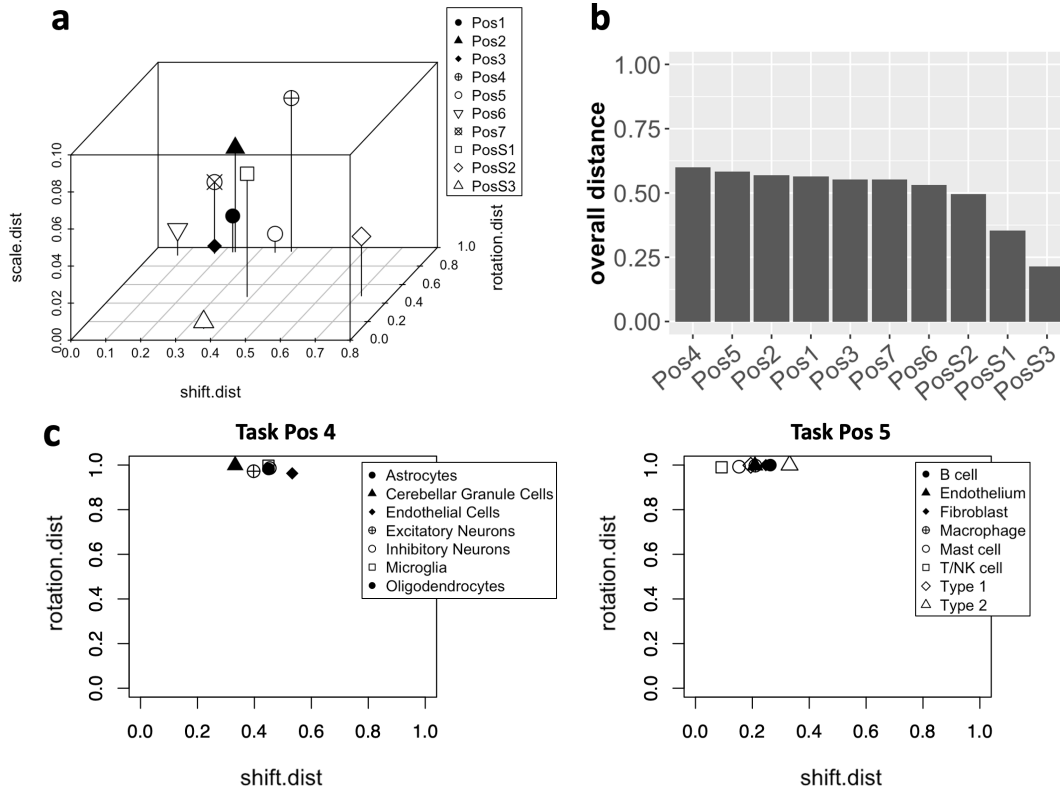 a
Pos1
Pos2
Pos3
Pos4
Pos5
Pos6
Pos7
PosS1
PosS2
PosS3
scale.dist
0.00
0.02
0.04
0.06
0.08
0.10
0.0 0.1 0.2 0.3 0.4 0.5 0.6 0.7 0.8
shift.dist
0.0
0.2
0.4
0.6
0.8
1.0
rotation.dist
b
overall distance
1.00
0.75
0.50
0.25
0.00
Pos4 Pos5 Pos2 Pos1 Pos3 Pos7 Pos6 PosS2 PosS1 PosS3
c
Task Pos 4
rotation.dist
1.0
0.8
0.6
0.4
0.2
0.0
Astrocytes
Cerebellar Granule Cells
Endothelial Cells
Excitatory Neurons
Inhibitory Neurons
Microglia
Oligodendrocytes
0.0 0.2 0.4 0.6 0.8 1.0
shift.dist
Task Pos 5
rotation.dist
1.0
0.8
0.6
0.4
0.2
0.0
B cell
Endothelium
Fibroblast
Macrophage
Mast cell
T/NK cell
Type 1
Type 2
0.0 0.2 0.4 0.6 0.8 1.0
shift.dist